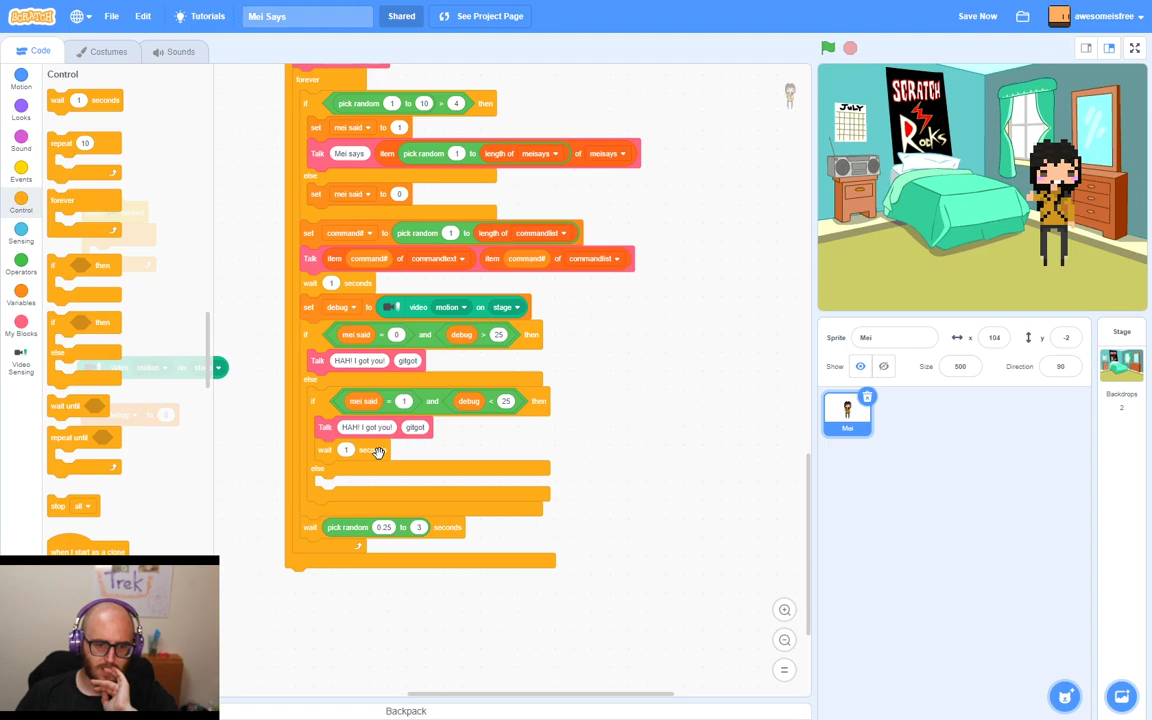 SCRATCH File Edit Tutorials Mei Says Shared See Project Page Save Now awesomeisfree
Code Costumes Sounds
Control
Motion
Looks
Sound
Events
Control
Sensing
Operators
Variables
My Blocks
Video
Sensing
wait 1 seconds
repeat 10
forever
if then
if then
else
wait until
repeat until
stop all
when I start as a clone
forever
if pick random 1 to 10 > 4 then
set mei said to 1
Talk Mei says item pick random 1 to length of meisays of meisays
else
set mei said to 0
set command# to pick random 1 to length of commandlist
Talk item command# of commandtext item command# of commandlist
wait 1 seconds
set debug to video motion on stage
if mei said = 0 and debug > 25 then
Talk HAH! I got you! gitgot
else
if mei said = 1 and debug < 25 then
Talk HAH! I got you! gitgot
wait 1
else
wait pick random 0.25 to 3 seconds
JULY
SCRATCH
Rocks
Sprite Mei x 104 y -2
Show Size 500 Direction 90
Mei
Stage
Backdrops
2
Trek
Backpack